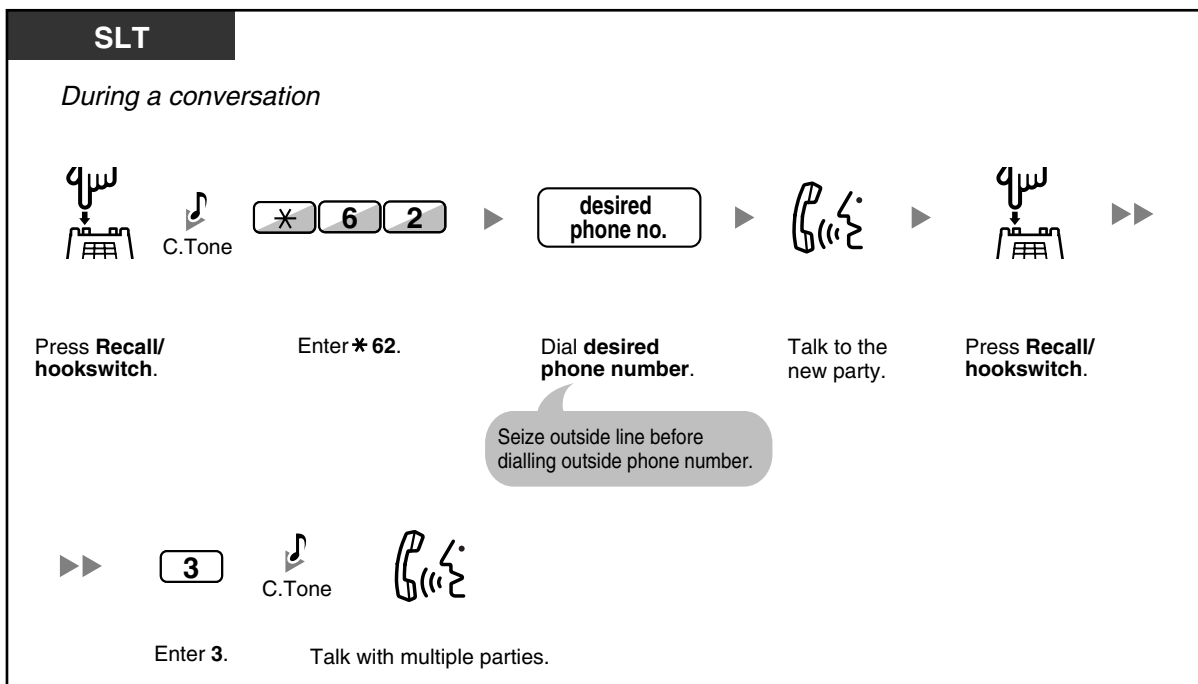 SLT
During a conversation
C.Tone
* 6 2
desired
phone no.
Press Recall/
hookswitch.
Enter * 62.
Dial desired
phone number.
Talk to the
new party.
Press Recall/
hookswitch.
Seize outside line before
dialling outside phone number.
3
C.Tone
Enter 3.
Talk with multiple parties.